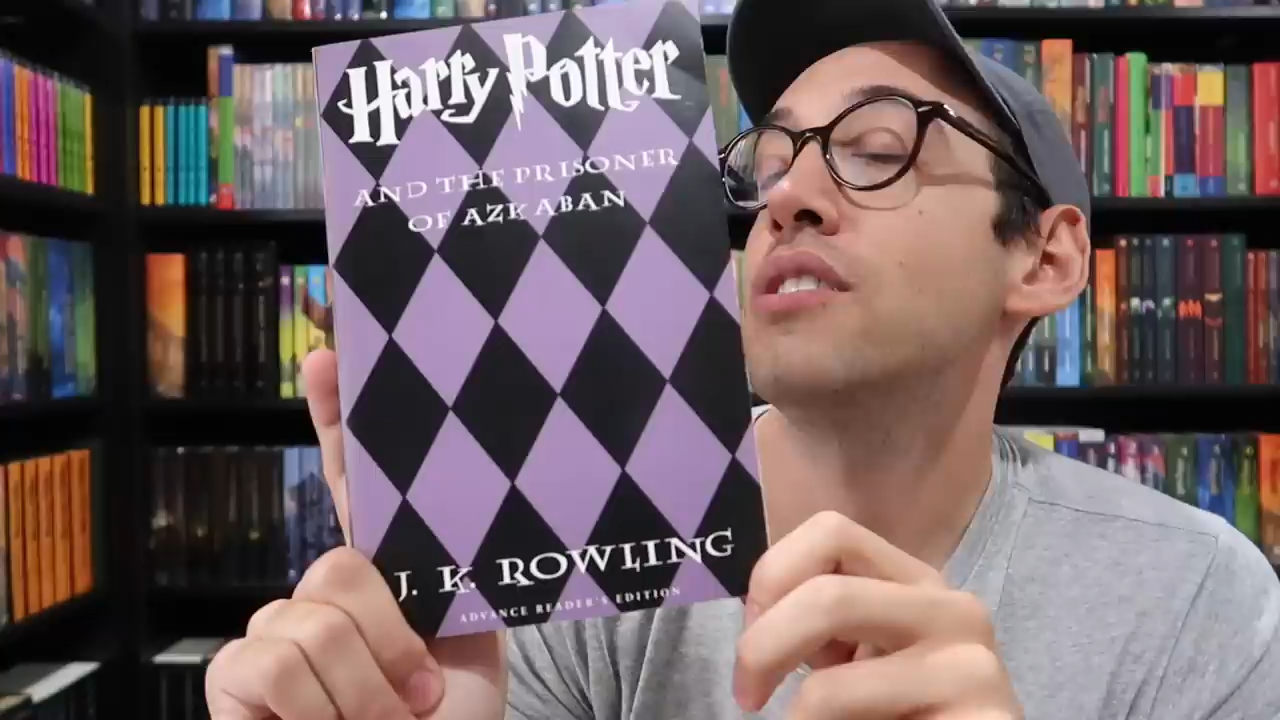 Harry Potter
AND THE PRISONER
OF AZKABAN
J. K. ROWLING
ADVANCE READER'S EDITION